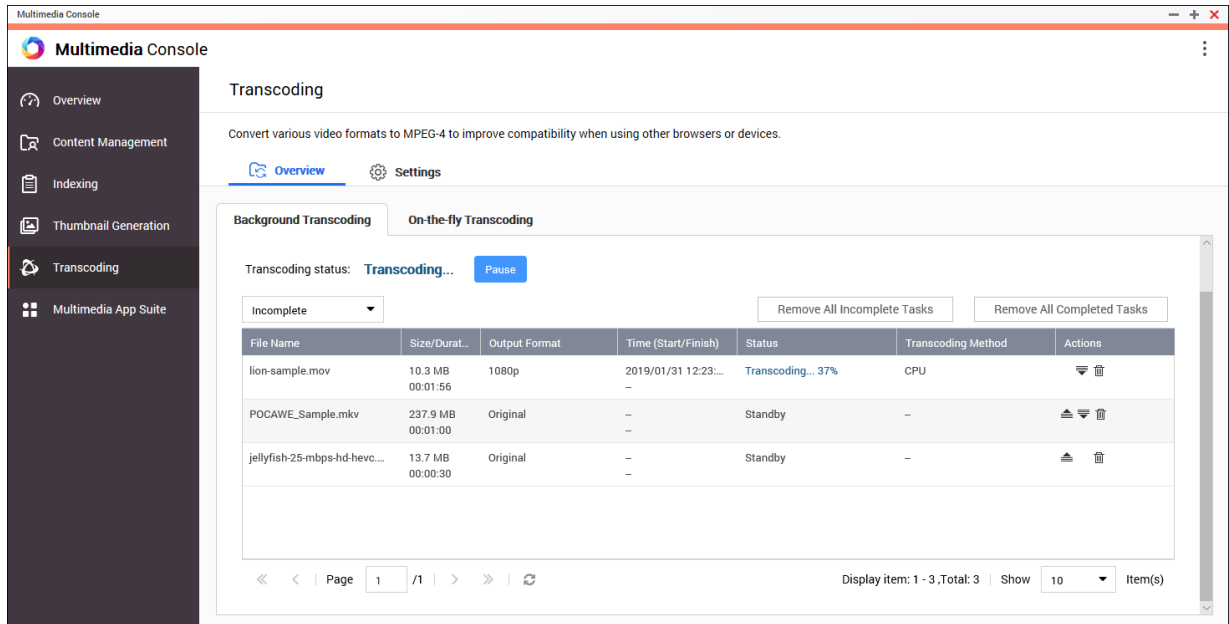 Multimedia Console
Multimedia Console
Overview
Content Management
Indexing
Thumbnail Generation
Transcoding
Multimedia App Suite
Transcoding
Convert various video formats to MPEG-4 to improve compatibility when using other browsers or devices.
Overview Settings
Background Transcoding On-the-fly Transcoding
Transcoding status: Transcoding... Pause
Incomplete Remove All Incomplete Tasks Remove All Completed Tasks
File Name Size/Durat... Output Format Time (Start/Finish) Status Transcoding Method Actions
lion-sample.mov 10.3 MB 1080p 2019/01/31 12:23:... Transcoding... 37% CPU
00:01:56 --
POCAWE_Sample.mkv 237.9 MB Original -- Standby --
00:01:00 --
jellyfish-25-mbps-hd-hevc.... 13.7 MB Original -- Standby --
00:00:30 --
Page 1 /1 Display item: 1 - 3 ,Total: 3 Show 10 Item(s)